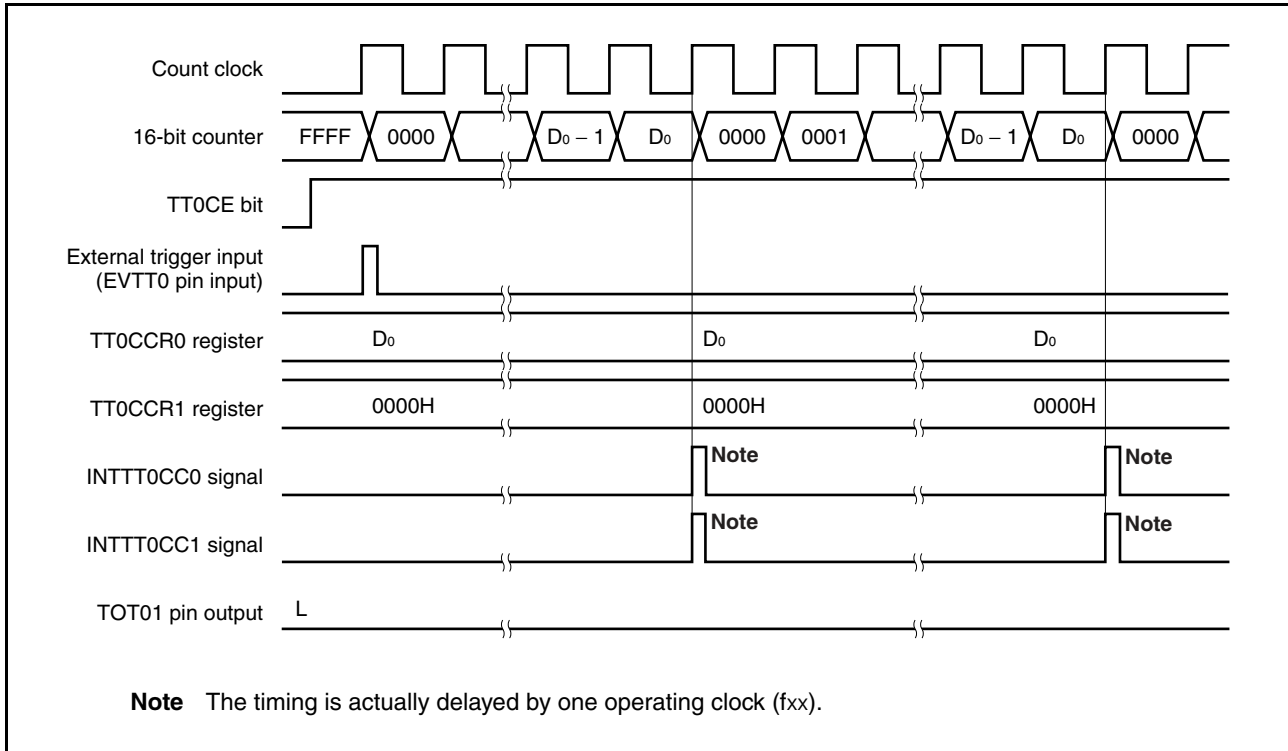 Count clock
16-bit counter FFFF 0000 D0 − 1 D0 0000 0001 D0 − 1 D0 0000
TT0CE bit
External trigger input
(EVTT0 pin input)
TT0CCR0 register D0 D0 D0
TT0CCR1 register 0000H 0000H 0000H
INTTT0CC0 signal Note Note
INTTT0CC1 signal Note Note
TOT01 pin output L
Note The timing is actually delayed by one operating clock (fxx).